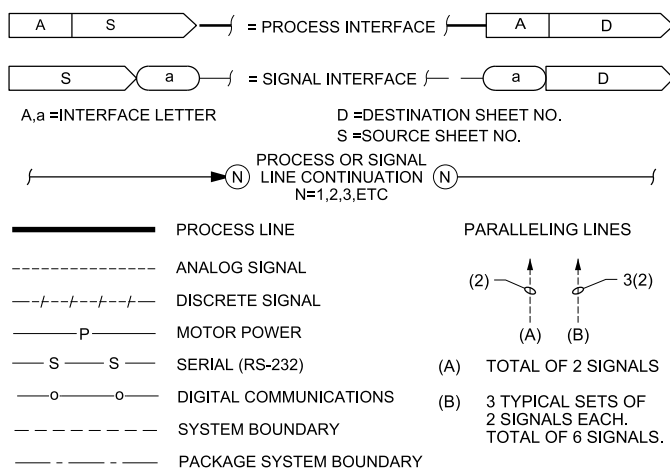 A S = PROCESS INTERFACE A D
S a = SIGNAL INTERFACE a D
A,a =INTERFACE LETTER D =DESTINATION SHEET NO.
S =SOURCE SHEET NO.
N PROCESS OR SIGNAL N
LINE CONTINUATION
N=1,2,3,ETC
PROCESS LINE
ANALOG SIGNAL
DISCRETE SIGNAL
P MOTOR POWER
S S SERIAL (RS-232)
o o DIGITAL COMMUNICATIONS
SYSTEM BOUNDARY
PACKAGE SYSTEM BOUNDARY
PARALLELING LINES
(2) 3(2)
(A) (B)
(A) TOTAL OF 2 SIGNALS
(B) 3 TYPICAL SETS OF
2 SIGNALS EACH.
TOTAL OF 6 SIGNALS.